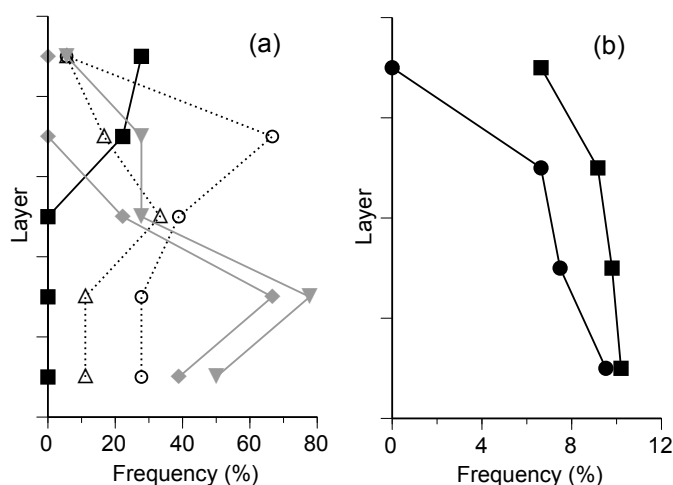 (a)
(b)
Layer
Layer
0 20 40 60 80
0 4 8 12
Frequency (%)
Frequency (%)